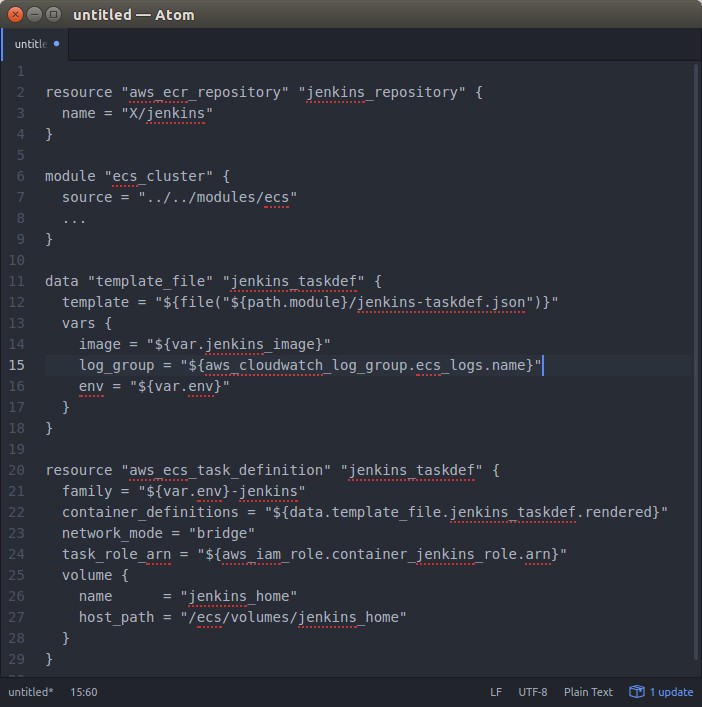 untitled — Atom
untitle
1
2 resource "aws_ecr_repository" "jenkins_repository" {
3   name = "X/jenkins"
4 }
5
6 module "ecs_cluster" {
7   source = "../../modules/ecs"
8   ...
9 }
10
11 data "template_file" "jenkins_taskdef" {
12   template = "${file("${path.module}/jenkins-taskdef.json")}"
13   vars {
14     image = "${var.jenkins_image}"
15     log_group = "${aws_cloudwatch_log_group.ecs_logs.name}"
16     env = "${var.env}"
17   }
18 }
19
20 resource "aws_ecs_task_definition" "jenkins_taskdef" {
21   family = "${var.env}-jenkins"
22   container_definitions = "${data.template_file.jenkins_taskdef.rendered}"
23   network_mode = "bridge"
24   task_role_arn = "${aws_iam_role.container_jenkins_role.arn}"
25   volume {
26     name      = "jenkins_home"
27     host_path = "/ecs/volumes/jenkins_home"
28   }
29 }
untitled* 15:60 LF UTF-8 Plain Text 1 update